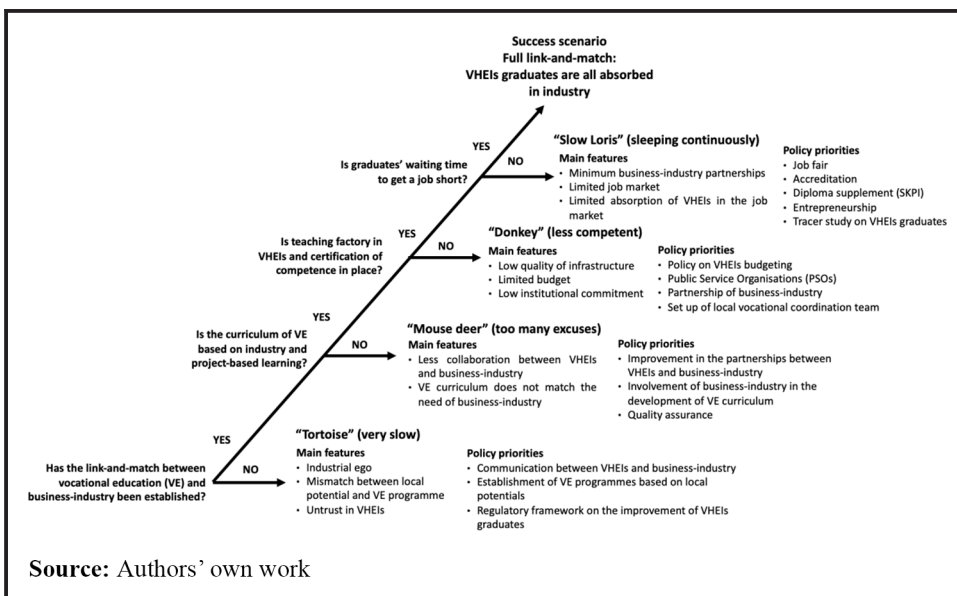 Success scenario
Full link-and-match:
VHEIs graduates are all absorbed
in industry
YES
Is graduates' waiting time
to get a job short?
NO
"Slow Loris" (sleeping continuously)
Main features
• Minimum business-industry partnerships
• Limited job market
• Limited absorption of VHEIs in the job
market
Policy priorities
• Job fair
• Accreditation
• Diploma supplement (SKPI)
• Entrepreneurship
• Tracer study on VHEIs graduates
YES
Is teaching factory in
VHEIs and certification of
competence in place?
NO
"Donkey" (less competent)
Main features
• Low quality of infrastructure
• Limited budget
• Low institutional commitment
Policy priorities
• Policy on VHEIs budgeting
• Public Service Organisations (PSOs)
• Partnership of business-industry
• Set up of local vocational coordination team
YES
Is the curriculum of VE
based on industry and
project-based learning?
NO
"Mouse deer" (too many excuses)
Main features
• Less collaboration between VHEIs
and business-industry
• VE curriculum does not match the
need of business-industry
Policy priorities
• Improvement in the partnerships between
VHEIs and business-industry
• Involvement of business-industry in the
development of VE curriculum
• Quality assurance
YES
Has the link-and-match between
vocational education (VE) and
business-industry been established?
NO
"Tortoise" (very slow)
Main features
• Industrial ego
• Mismatch between local
potential and VE programme
• Untrust in VHEIs
Policy priorities
• Communication between VHEIs and business-industry
• Establishment of VE programmes based on local
potentials
• Regulatory framework on the improvement of VHEIs
graduates
Source: Authors' own work